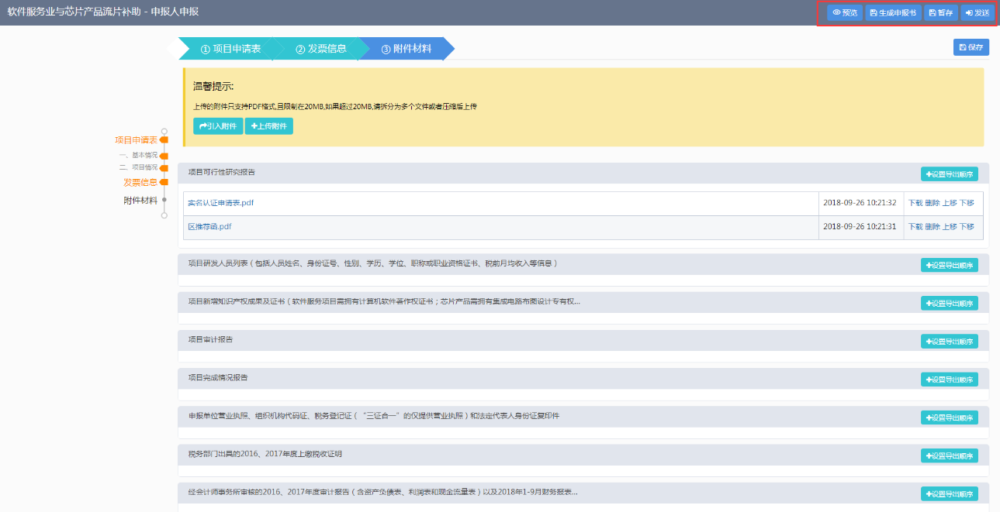 软件服务业与芯片产品流片补助 - 申报人申报
预览 生成申报书 暂存 发送
① 项目申请表 ② 发票信息 ③ 附件材料
保存
温馨提示:
上传的附件只支持PDF格式,且限制在20MB,如果超过20MB,请拆分为多个文件或者压缩后上传
引入附件 上传附件
项目申请表
一、基本情况
二、项目情况
发票信息
附件材料
项目可行性研究报告 设置导出顺序
实名认证申请表.pdf 2018-09-26 10:21:32 下载 删除 上移 下移
区推荐函.pdf 2018-09-26 10:21:31 下载 删除 上移 下移
项目研发人员列表（包括人员姓名、身份证号、性别、学历、学位、职称或职业资格证书、税前月均收入等信息） 设置导出顺序
项目新增知识产权成果及证书（软件服务项目需拥有计算机软件著作权证书；芯片产品需拥有集成电路布图设计专有权... 设置导出顺序
项目审计报告 设置导出顺序
项目完成情况报告 设置导出顺序
申报单位营业执照、组织机构代码证、税务登记证（“三证合一”的仅提供营业执照）和法定代表人身份证复印件 设置导出顺序
税务部门出具的2016、2017年度上缴税收证明 设置导出顺序
经会计师事务所审核的2016、2017年度审计报告（含资产负债表、利润表和现金流量表）以及2018年1-9月财务报表... 设置导出顺序